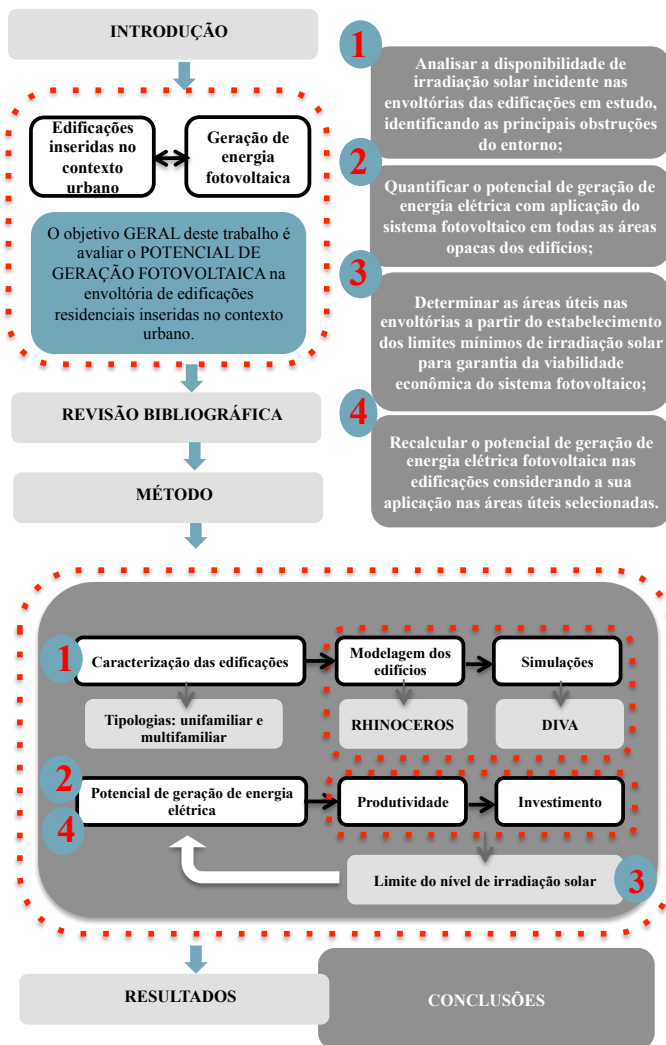 INTRODUÇÃO
Edificações
inseridas no
contexto
urbano
Geração de
energia
fotovoltaica
O objetivo GERAL deste trabalho é
avaliar o POTENCIAL DE
GERAÇÃO FOTOVOLTAICA na
envoltória de edificações
residenciais inseridas no contexto
urbano.
REVISÃO BIBLIOGRÁFICA
MÉTODO
1
Analisar a disponibilidade de
irradiação solar incidente nas
envoltórias das edificações em estudo,
identificando as principais obstruções
do entorno;
2
Quantificar o potencial de geração de
energia elétrica com aplicação do
sistema fotovoltaico em todas as áreas
opacas dos edifícios;
3
Determinar as áreas úteis nas
envoltórias a partir do estabelecimento
dos limites mínimos de irradiação solar
para garantia da viabilidade
econômica do sistema fotovoltaico;
4
Recalcular o potencial de geração de
energia elétrica fotovoltaica nas
edificações considerando a sua
aplicação nas áreas úteis selecionadas.
1
Caracterização das edificações
Modelagem dos
edifícios
Simulações
Tipologias: unifamiliar e
multifamiliar
RHINOCEROS
DIVA
2
4
Potencial de geração de energia
elétrica
Produtividade
Investimento
Limite do nível de irradiação solar
3
RESULTADOS
CONCLUSÕES